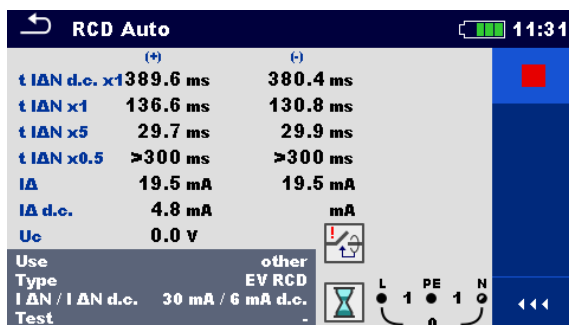 RCD Auto 11:31
(+) (-)
t IΔN d.c. x1 389.6 ms 380.4 ms
t IΔN x1 136.6 ms 130.8 ms
t IΔN x5 29.7 ms 29.9 ms
t IΔN x0.5 >300 ms >300 ms
IΔ 19.5 mA 19.5 mA
IΔ d.c. 4.8 mA mA
Uc 0.0 V
Use other
Type EV RCD
I ΔN / I ΔN d.c. 30 mA / 6 mA d.c.
Test -
L PE N
1 1
0